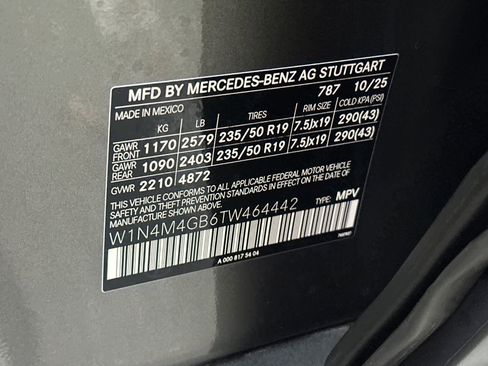 MFD BY MERCEDES-BENZ AG STUTTGART
MADE IN MEXICO 787 10/25
KG LB TIRES RIM SIZE COLD KPA(PSI)
GAWR FRONT 1170 2579 235/50 R19 7.5Jx19 290(43)
GAWR REAR 1090 2403 235/50 R19 7.5Jx19 290(43)
GVWR 2210 4872
THIS VEHICLE CONFORMS TO ALL APPLICABLE FEDERAL MOTOR VEHICLE
SAFETY, BUMPER, AND THEFT PREVENTION STANDARDS IN EFFECT ON THE
DATE OF MANUFACTURE SHOWN ABOVE.
W1N4M4GB6TW464442 TYPE: MPV
A 000 817 54 04